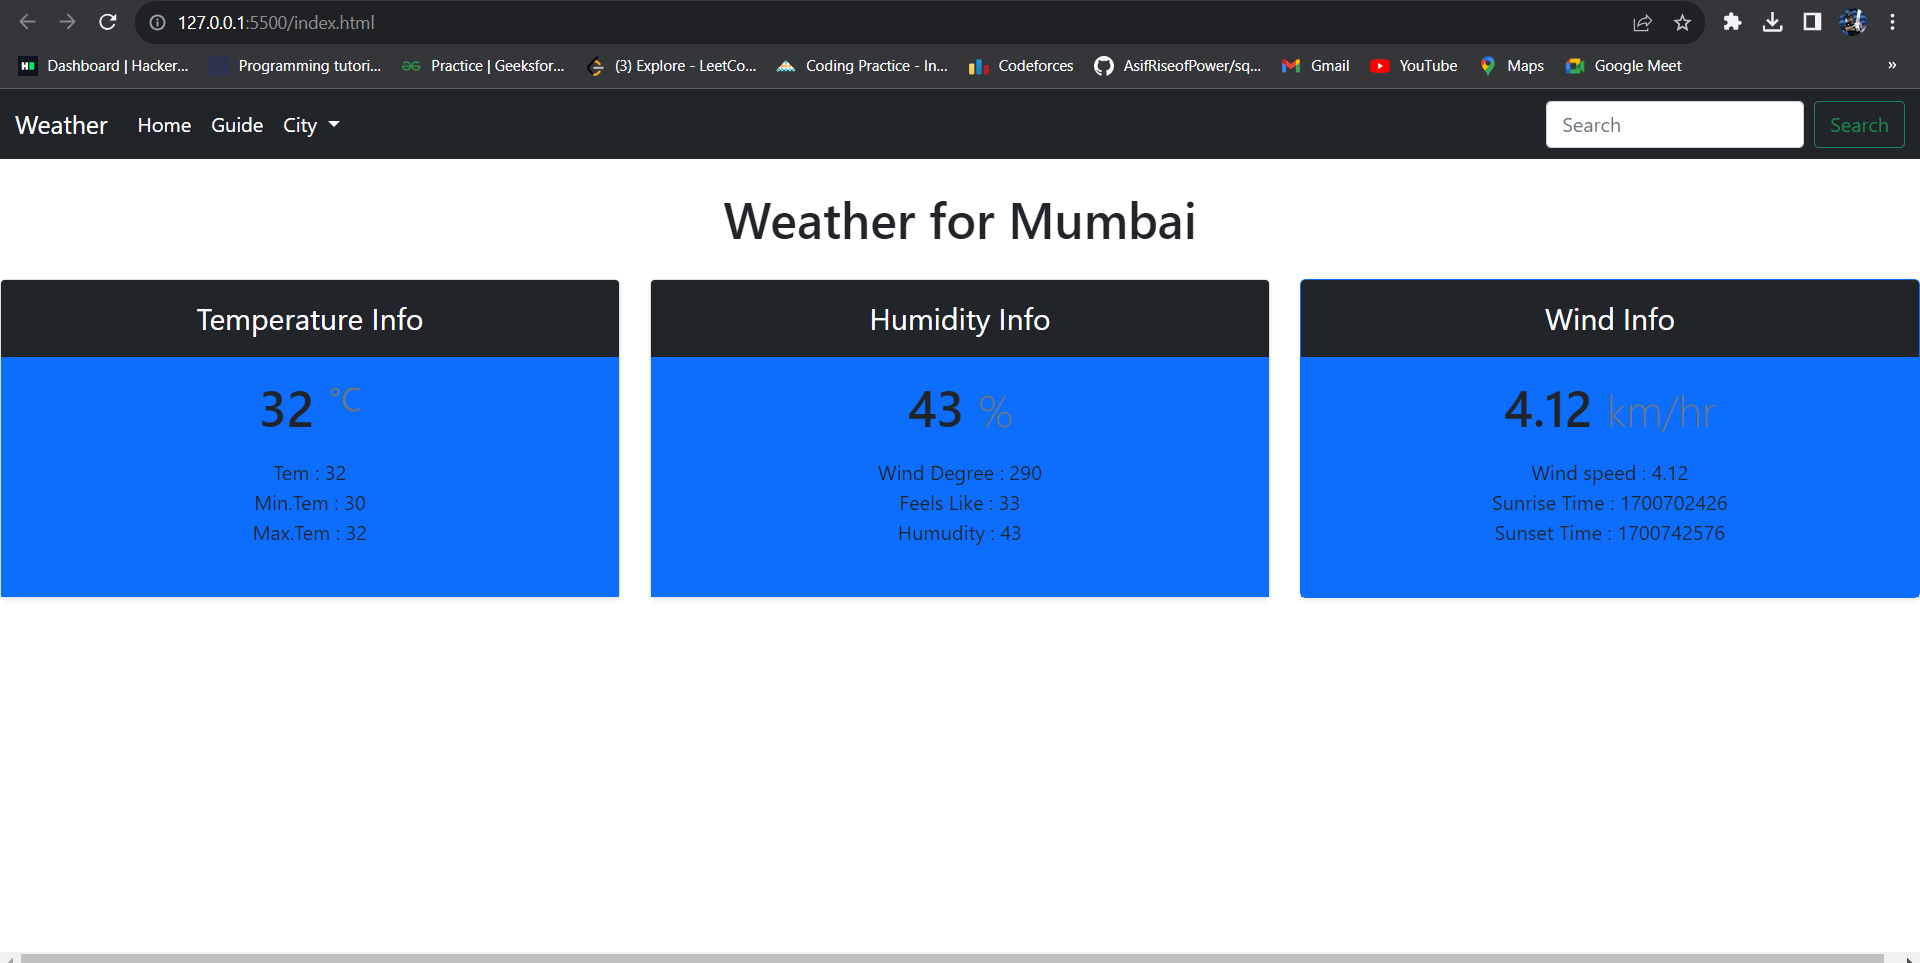 127.0.0.1:5500/index.html
Dashboard | Hacker... Programming tutori... Practice | Geeksfor... (3) Explore - LeetCo... Coding Practice - In... Codeforces AsifRiseofPower/sq... Gmail YouTube Maps Google Meet »
Weather Home Guide City Search Search
Weather for Mumbai
Temperature Info
32 °C
Tem : 32
Min.Tem : 30
Max.Tem : 32
Humidity Info
43 %
Wind Degree : 290
Feels Like : 33
Humudity : 43
Wind Info
4.12 km/hr
Wind speed : 4.12
Sunrise Time : 1700702426
Sunset Time : 1700742576